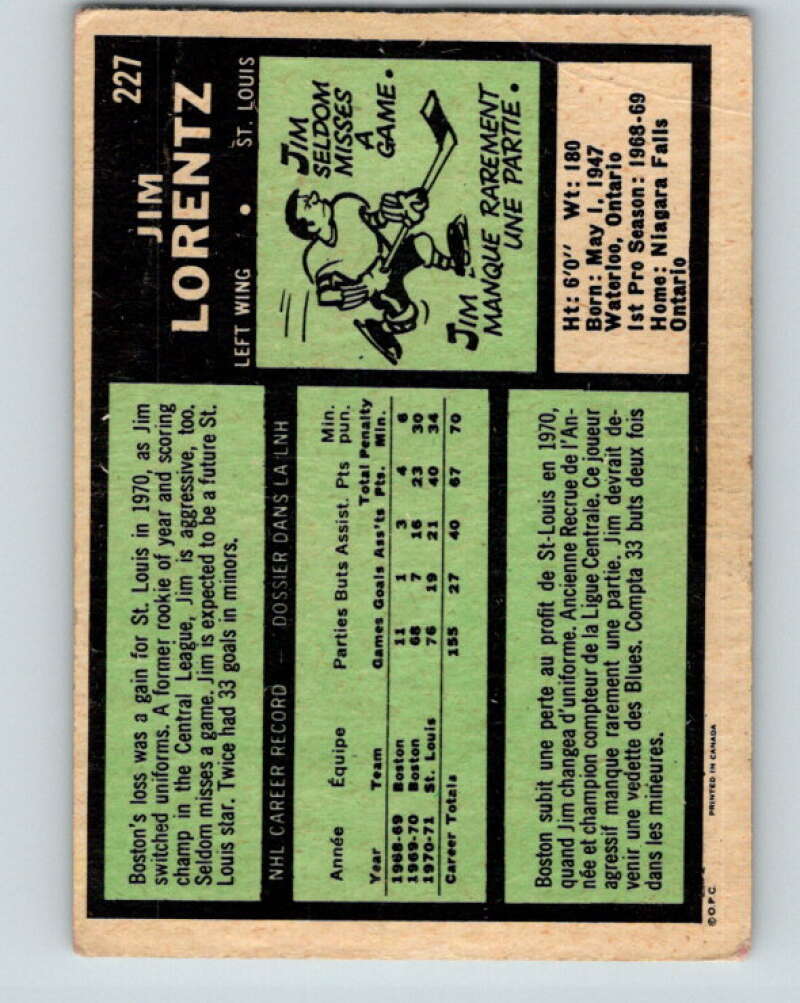 227
JIM
LORENTZ
LEFT WING • ST. LOUIS
Boston's loss was a gain for St. Louis in 1970, as Jim
switched uniforms. A former rookie of year and scoring
champ in the Central League, Jim is aggressive, too.
Seldom misses a game. Jim is expected to be a future St.
Louis star. Twice had 33 goals in minors.
JIM
SELDOM
MISSES
A
GAME.
JIM
MANQUE RAREMENT
UNE PARTIE.
NHL CAREER RECORD — DOSSIER DANS LA LNH
Année Équipe Parties Buts Assist. Pts Min. pun.
Year Team Games Goals Ass'ts Total Pts. Penalty Min.
1968-69 Boston 11 1 3 4 6
1969-70 Boston 68 7 16 23 30
1970-71 St. Louis 76 19 21 40 34
Career Totals 155 27 40 67 70
Ht: 6'0" Wt: 180
Born: May 1, 1947
Waterloo, Ontario
1st Pro Season: 1968-69
Home: Niagara Falls
Ontario
Boston subit une perte au profit de St-Louis en 1970,
quand Jim changea d'uniforme. Ancienne Recrue de l'An-
née et champion compteur de la Ligue Centrale. Ce joueur
agressif manque rarement une partie. Jim devrait de-
venir une vedette des Blues. Compta 33 buts deux fois
dans les mineures.
©O.P.C. PRINTED IN CANADA